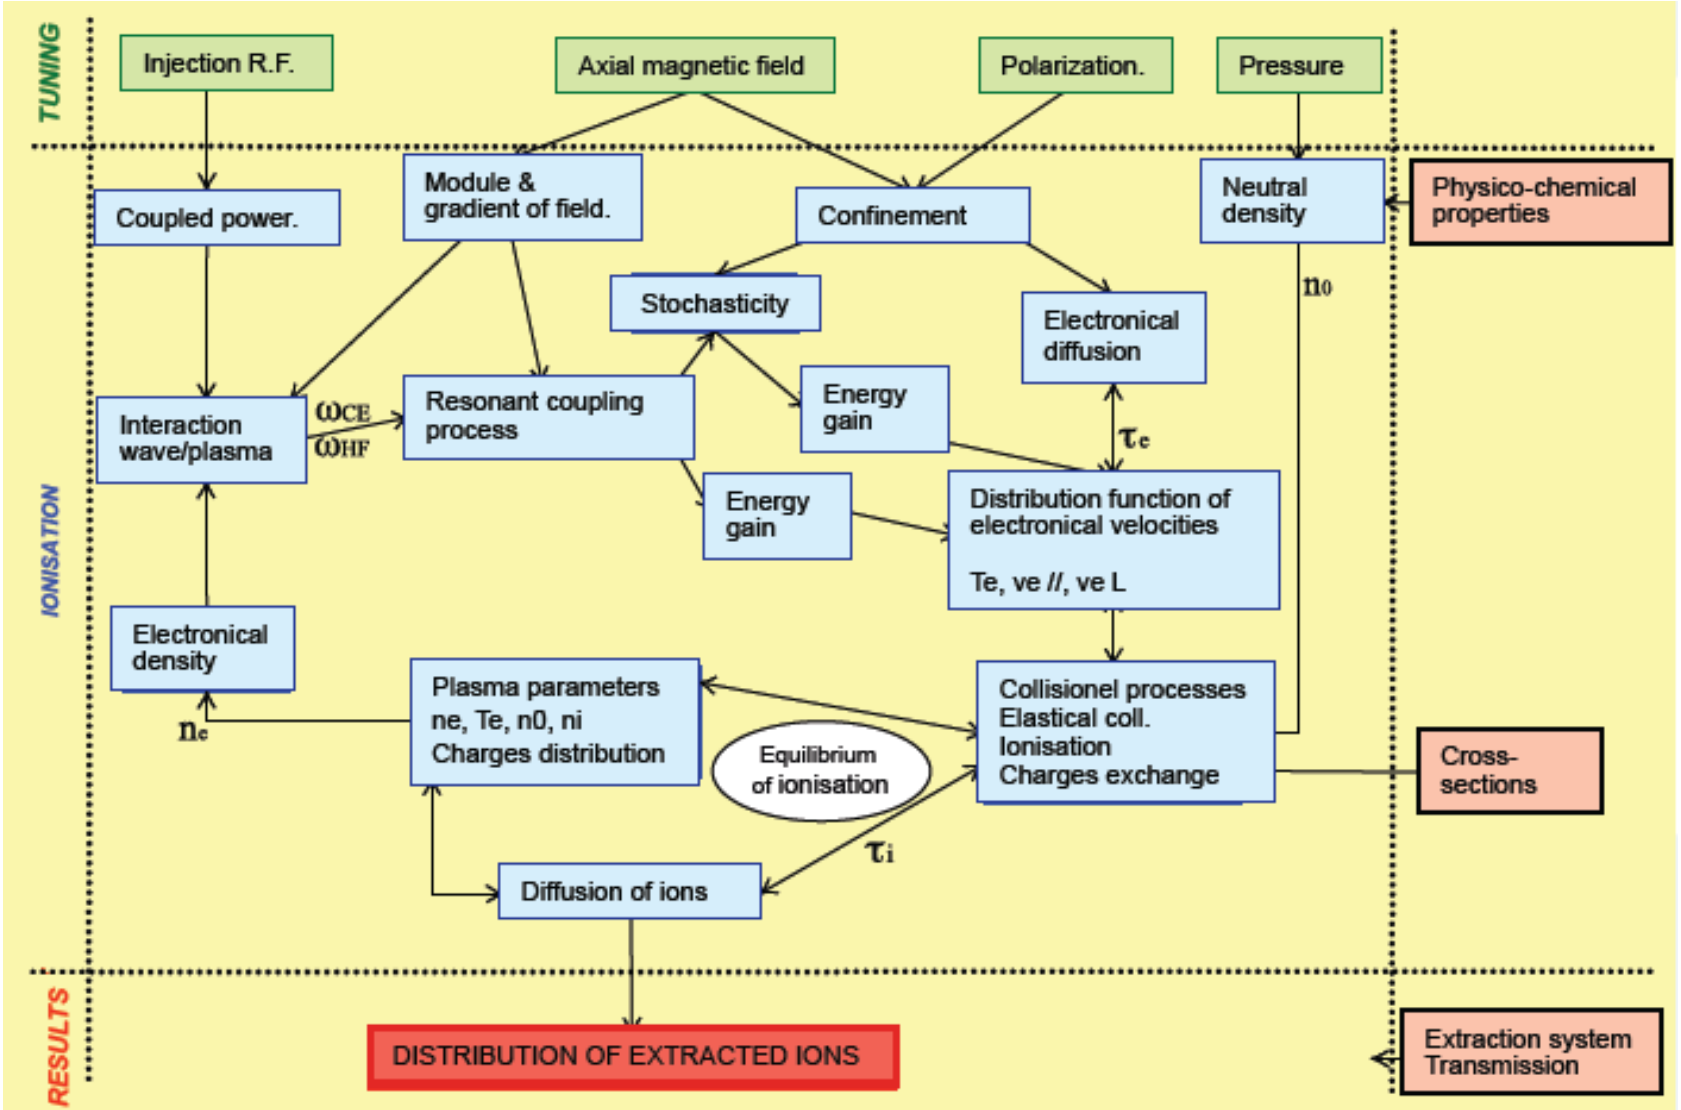 TUNING
Injection R.F.
Axial magnetic field
Polarization.
Pressure
IONISATION
Coupled power.
Module &
gradient of field.
Confinement
Neutral
density
Physico-chemical
properties
n0
Stochasticity
Electronical
diffusion
Interaction
wave/plasma
ωCE
ωHF
Resonant coupling
process
Energy
gain
τe
Energy
gain
Distribution function of
electronical velocities
Te, ve //, ve L
Electronical
density
ne
Plasma parameters
ne, Te, n0, ni
Charges distribution
Equilibrium
of ionisation
Collisionel processes
Elastical coll.
Ionisation
Charges exchange
Cross-
sections
τi
Diffusion of ions
RESULTS
DISTRIBUTION OF EXTRACTED IONS
Extraction system
Transmission